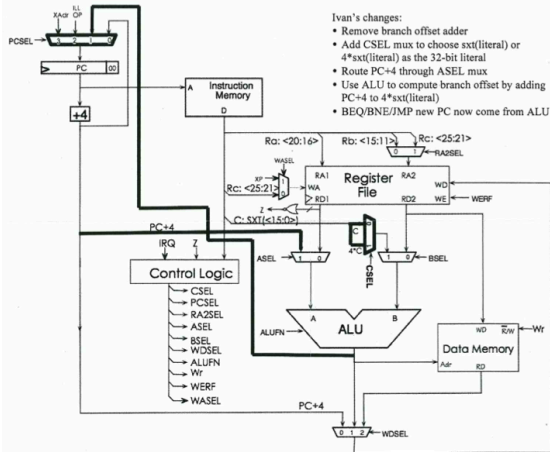 ILL
XAdr OP
PCSEL
3 2 1 0
PC 00
+4
Ivan's changes:
• Remove branch offset adder
• Add CSEL mux to choose sxt(literal) or
4*sxt(literal) as the 32-bit literal
• Route PC+4 through ASEL mux
• Use ALU to compute branch offset by adding
PC+4 to 4*sxt(literal)
• BEQ/BNE/JMP new PC now come from ALU
A Instruction
Memory
D
Ra: <20:16> Rb: <15:11> Rc: <25:21>
0 1 RA2SEL
WASEL
XP
1
0
Rc: <25:21>
RA1 RA2
WA Register
File WD
RD1 RD2 WE WERF
Z
C: SXT(<15:0>)
PC+4
IRQ Z
C
4*C
CSEL
ASEL 1 0
1 0 BSEL
Control Logic
CSEL
PCSEL
RA2SEL
ASEL
BSEL
WDSEL
ALUFN
Wr
WERF
WASEL
A B
ALUFN ALU
WD R/W Wr
Data Memory
Adr RD
PC+4
0 1 2 WDSEL